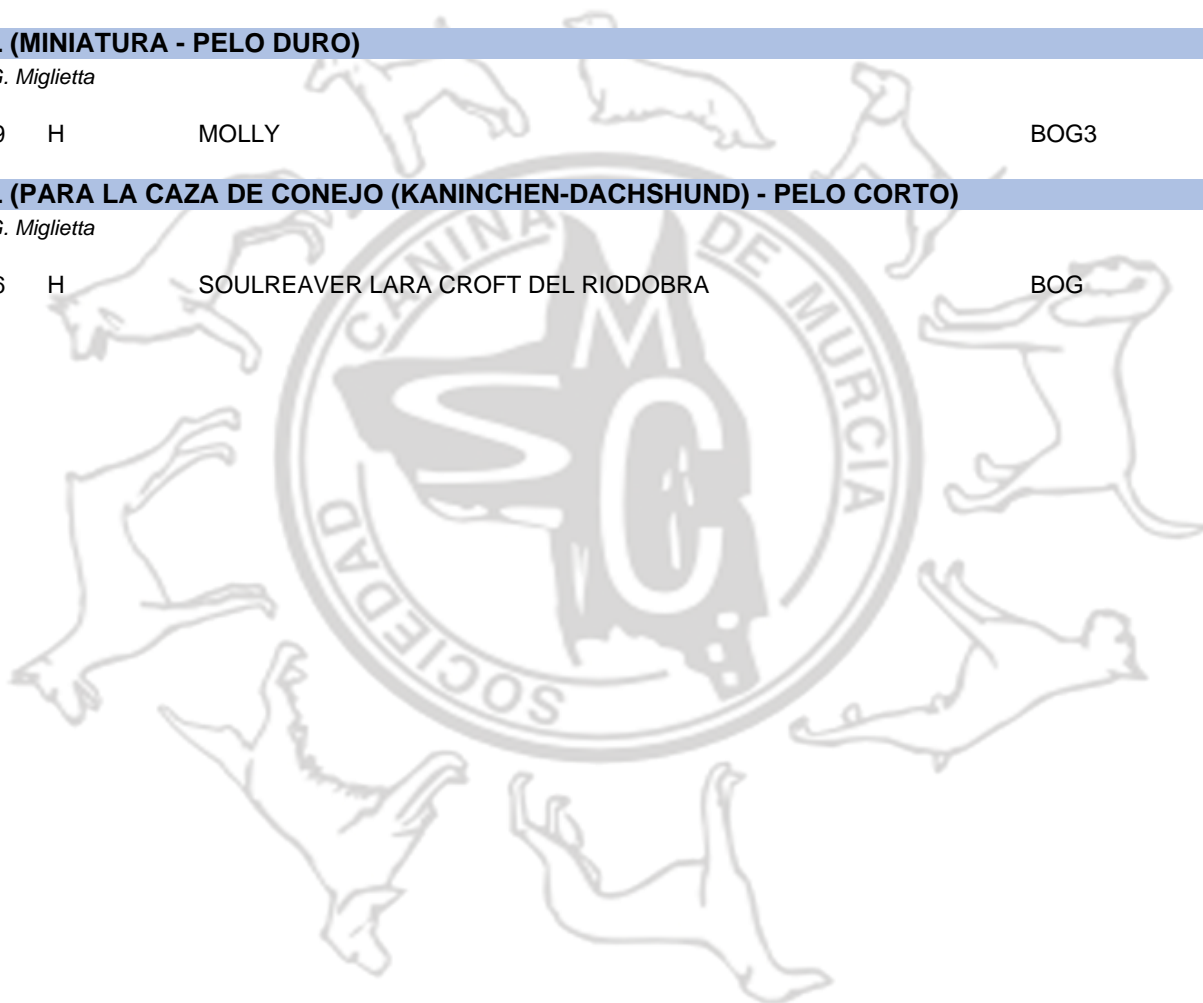 (MINIATURA - PELO DURO)
G. Miglietta
9 H MOLLY BOG3
(PARA LA CAZA DE CONEJO (KANINCHEN-DACHSHUND) - PELO CORTO)
G. Miglietta
6 H SOULREAVER LARA CROFT DEL RIODOBRA BOG
SOCIEDAD CANINA DE MURCIA
SMC